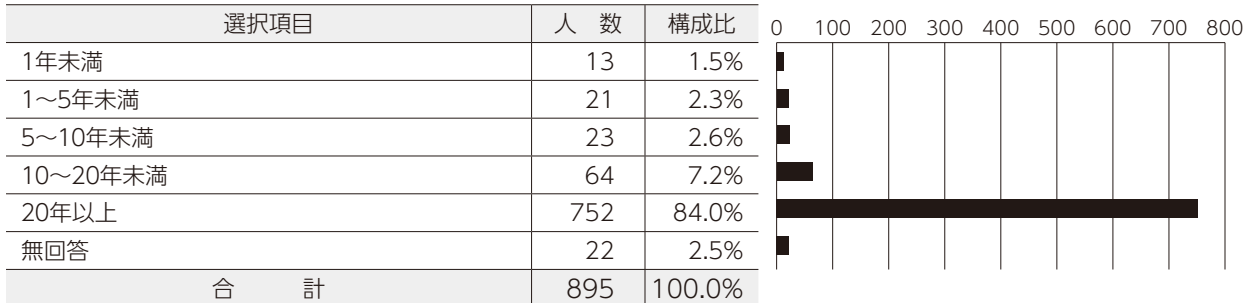 選択項目 人　数 構成比
0 100 200 300 400 500 600 700 800
1年未満 13 1.5%
1～5年未満 21 2.3%
5～10年未満 23 2.6%
10～20年未満 64 7.2%
20年以上 752 84.0%
無回答 22 2.5%
合　計 895 100.0%